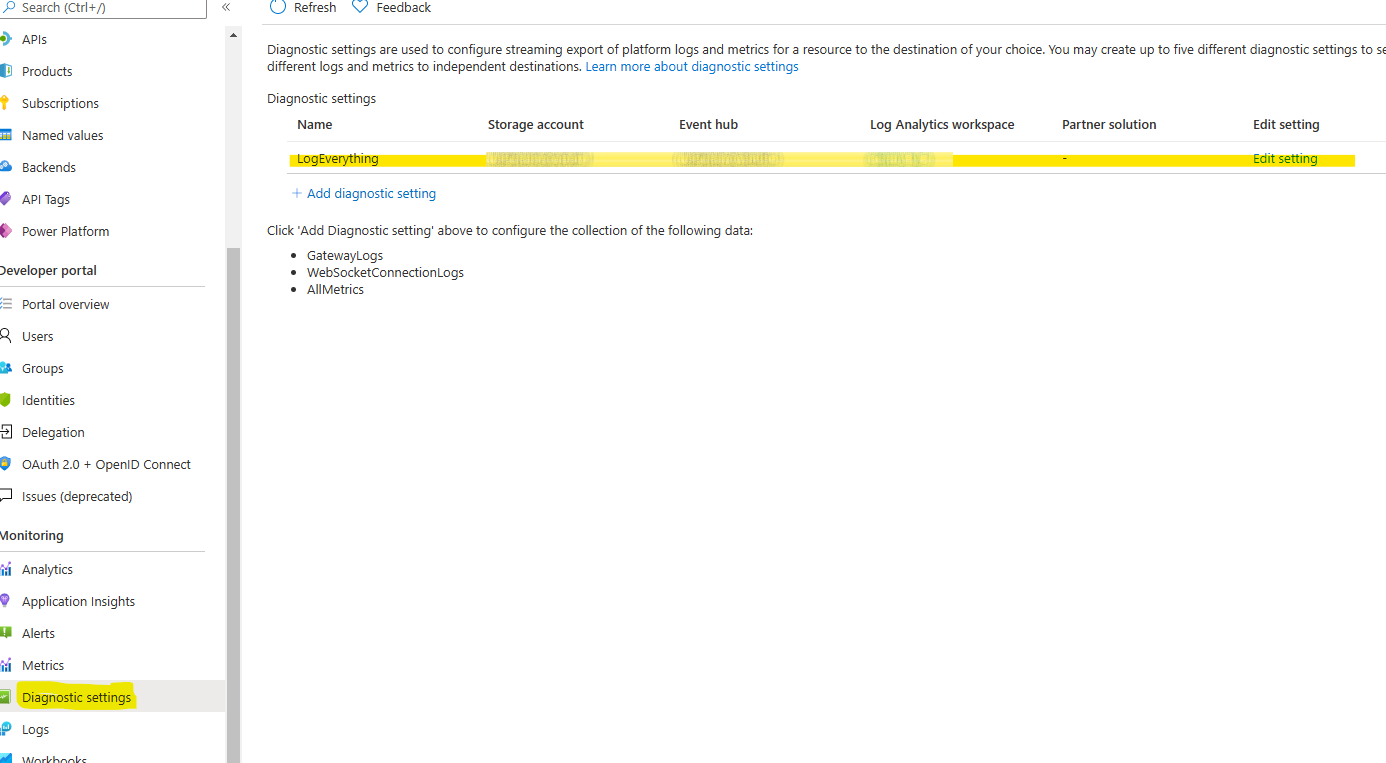 Search (Ctrl+/)
«
APIs
Products
Subscriptions
Named values
Backends
API Tags
Power Platform
Developer portal
Portal overview
Users
Groups
Identities
Delegation
OAuth 2.0 + OpenID Connect
Issues (deprecated)
Monitoring
Analytics
Application Insights
Alerts
Metrics
Diagnostic settings
Logs
Workbooks
Refresh Feedback
Diagnostic settings are used to configure streaming export of platform logs and metrics for a resource to the destination of your choice. You may create up to five different diagnostic settings to se
different logs and metrics to independent destinations. Learn more about diagnostic settings
Diagnostic settings
Name Storage account Event hub Log Analytics workspace Partner solution Edit setting
LogEverything - Edit setting
+ Add diagnostic setting
Click 'Add Diagnostic setting' above to configure the collection of the following data:
• GatewayLogs
• WebSocketConnectionLogs
• AllMetrics